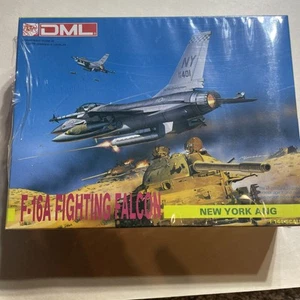 DML
NY
F-16A FIGHTING FALCON
NEW YORK ANG